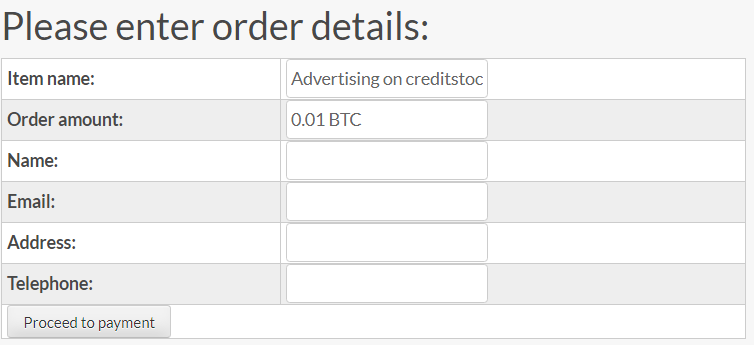 Please enter order details:
Item name: Advertising on creditstoc
Order amount: 0.01 BTC
Name:
Email:
Address:
Telephone:
Proceed to payment